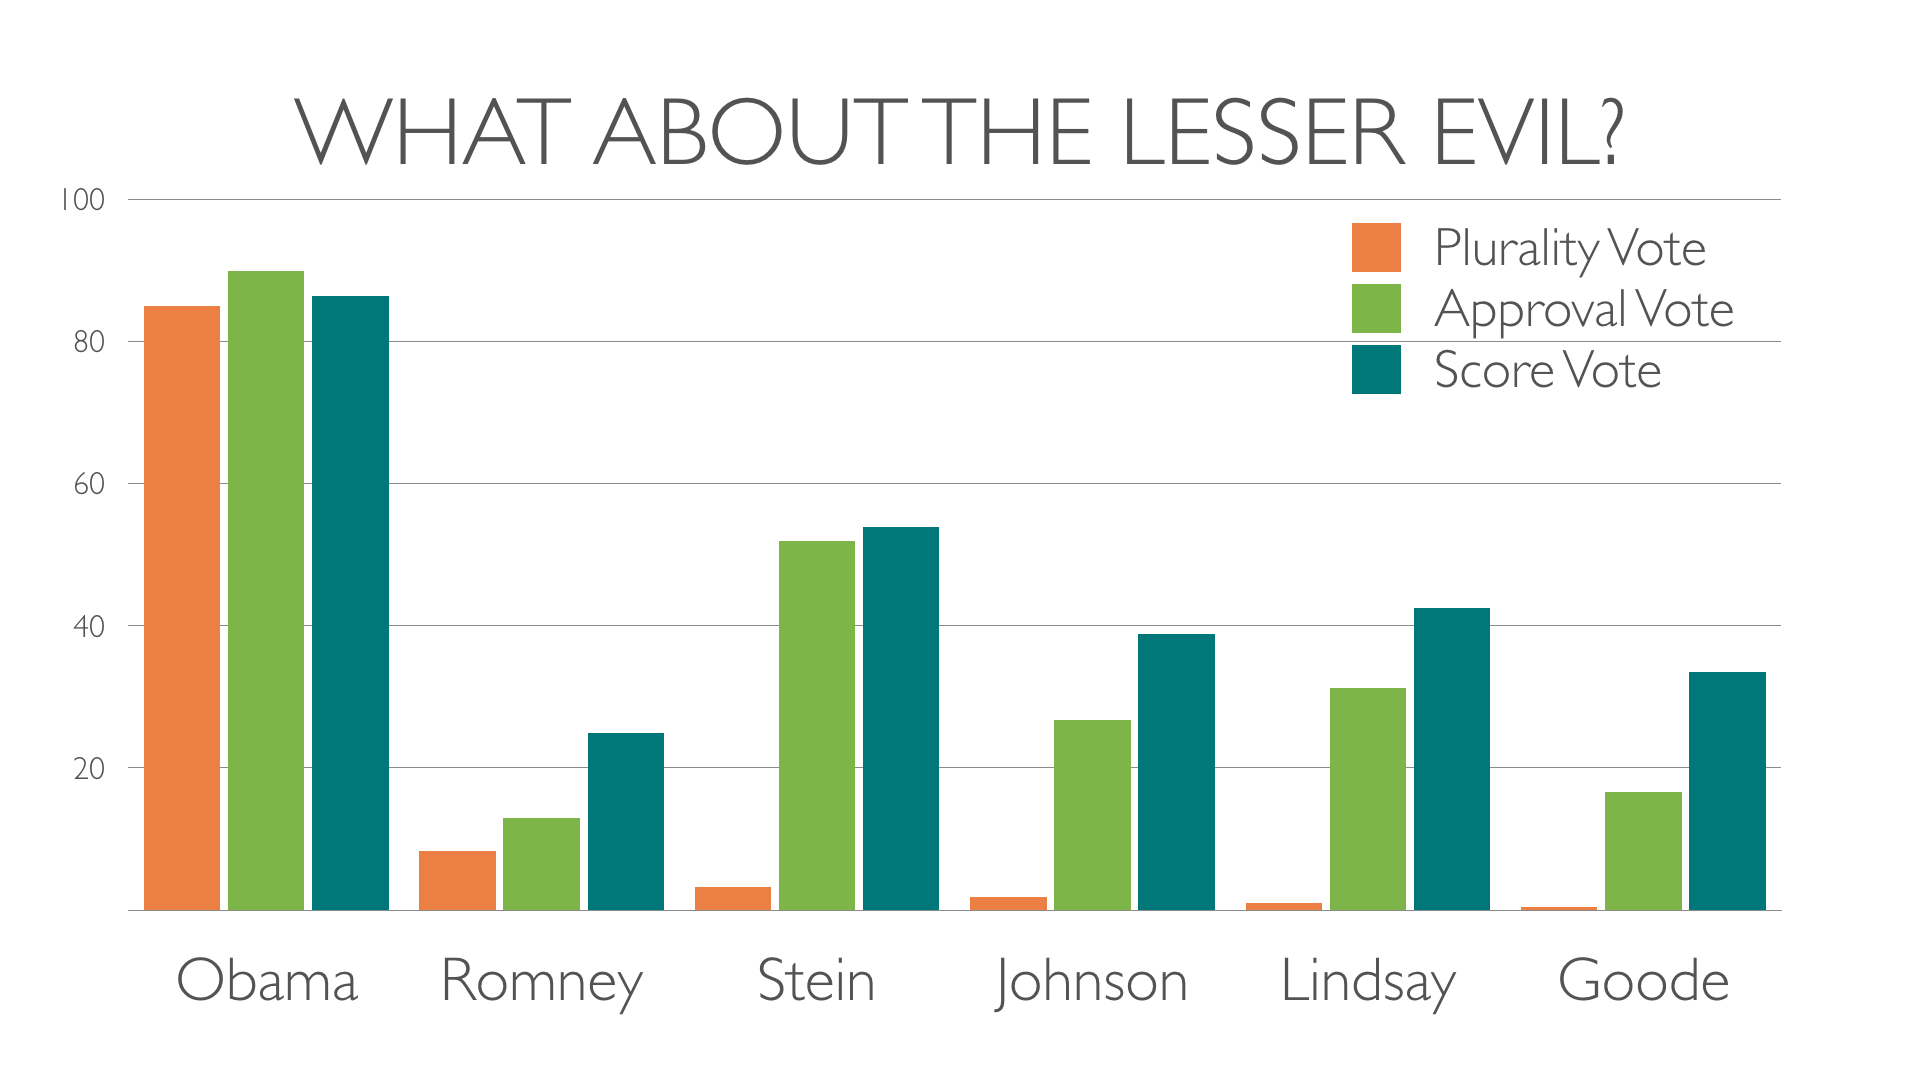 WHAT ABOUT THE LESSER EVIL?
100
Plurality Vote
Approval Vote
80
Score Vote
60
40
20
Obama Romney Stein Johnson Lindsay Goode